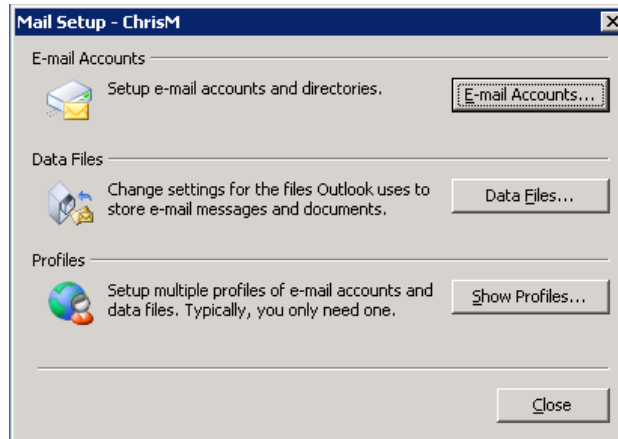 Mail Setup - ChrisM
E-mail Accounts
Setup e-mail accounts and directories.
E-mail Accounts...
Data Files
Change settings for the files Outlook uses to
store e-mail messages and documents.
Data Files...
Profiles
Setup multiple profiles of e-mail accounts and
data files. Typically, you only need one.
Show Profiles...
Close